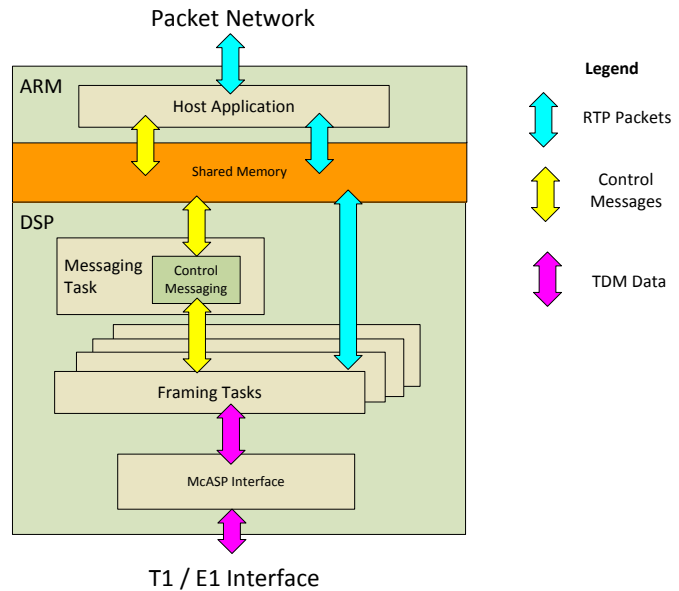 Packet Network
ARM
Host Application
Shared Memory
DSP
Messaging
Task
Control
Messaging
Framing Tasks
McASP Interface
T1 / E1 Interface
Legend
RTP Packets
Control
Messages
TDM Data